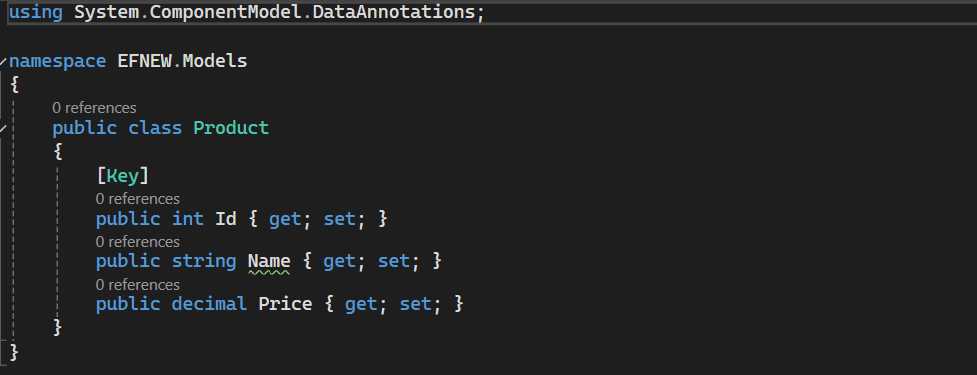 using System.ComponentModel.DataAnnotations;
namespace EFNEW.Models
{
0 references
public class Product
{
[Key]
0 references
public int Id { get; set; }
0 references
public string Name { get; set; }
0 references
public decimal Price { get; set; }
}
}